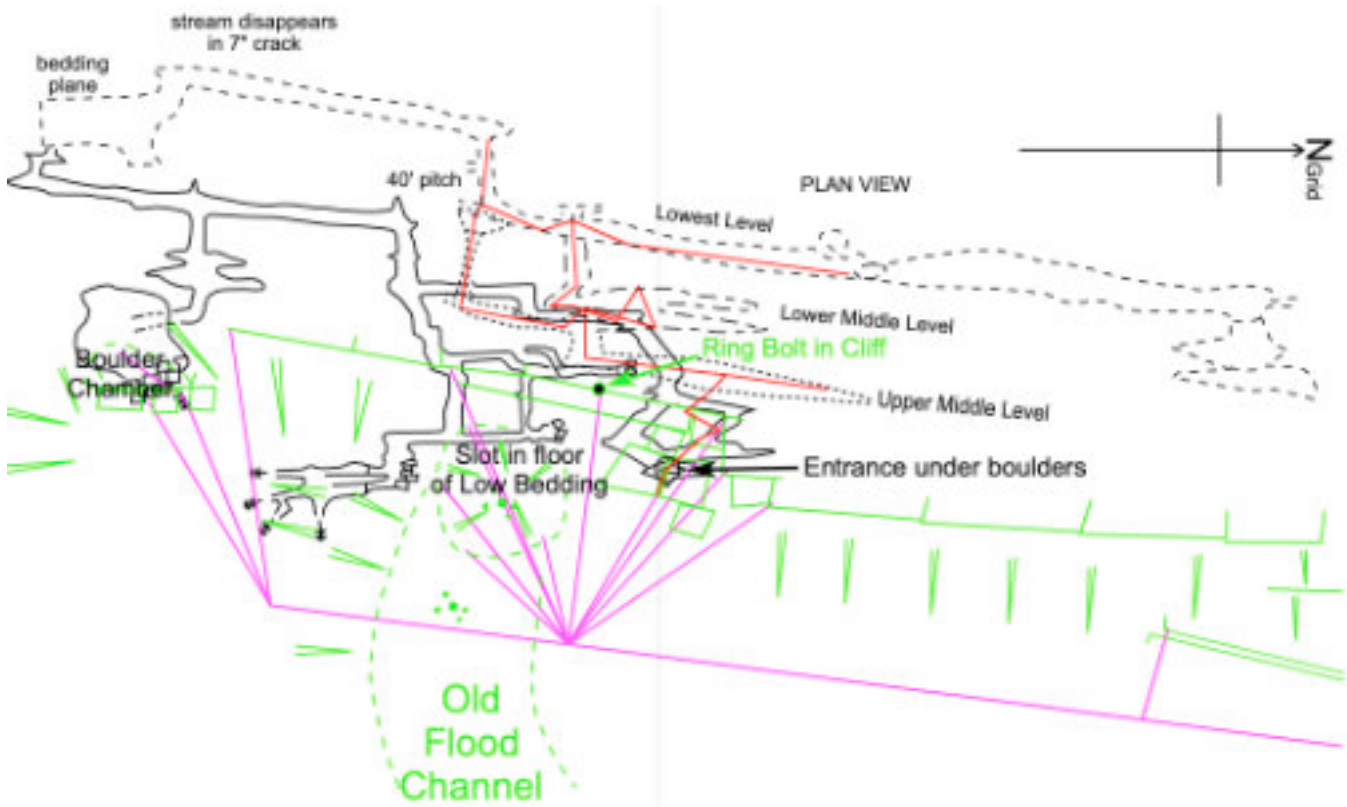 stream disappears
in 7" crack
bedding
plane
40' pitch
PLAN VIEW
N
Grid
Lowest Level
Lower Middle Level
Ring Bolt in Cliff
Boulder
Chamber
Upper Middle Level
Slot in floor
of Low Bedding
Entrance under boulders
Old
Flood
Channel